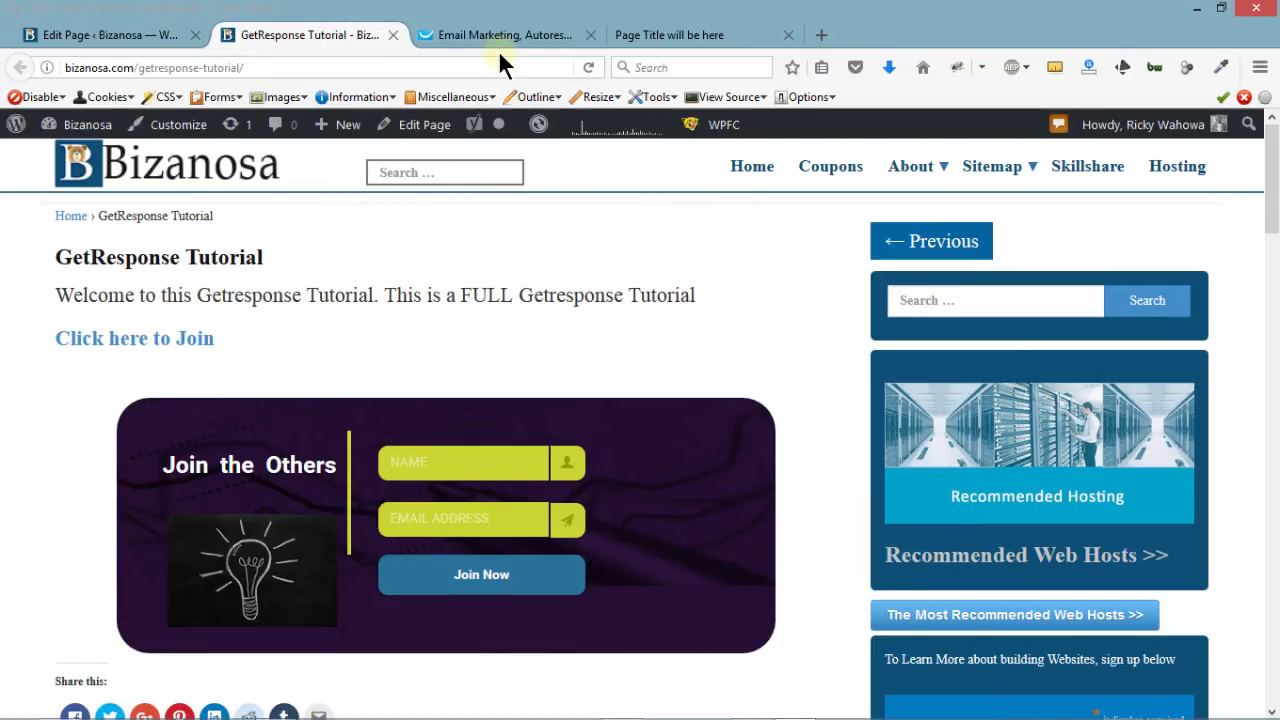 Edit Page ‹ Bizanosa — W...
GetResponse Tutorial - Biz...
Email Marketing, Autores...
Page Title will be here
bizanosa.com/getresponse-tutorial/
Search
Disable
Cookies
CSS
Forms
Images
Information
Miscellaneous
Outline
Resize
Tools
View Source
Options
Bizanosa
Customize
1
0
New
Edit Page
WPFC
Howdy, Ricky Wahowa
Bizanosa
Search …
Home
Coupons
About ▼
Sitemap ▼
Skillshare
Hosting
Home › GetResponse Tutorial
GetResponse Tutorial
Welcome to this Getresponse Tutorial. This is a FULL Getresponse Tutorial
Click here to Join
Join the Others
NAME
EMAIL ADDRESS
Join Now
Share this:
← Previous
Search …
Search
Recommended Hosting
Recommended Web Hosts >>
The Most Recommended Web Hosts >>
To Learn More about building Websites, sign up below
* indicates required